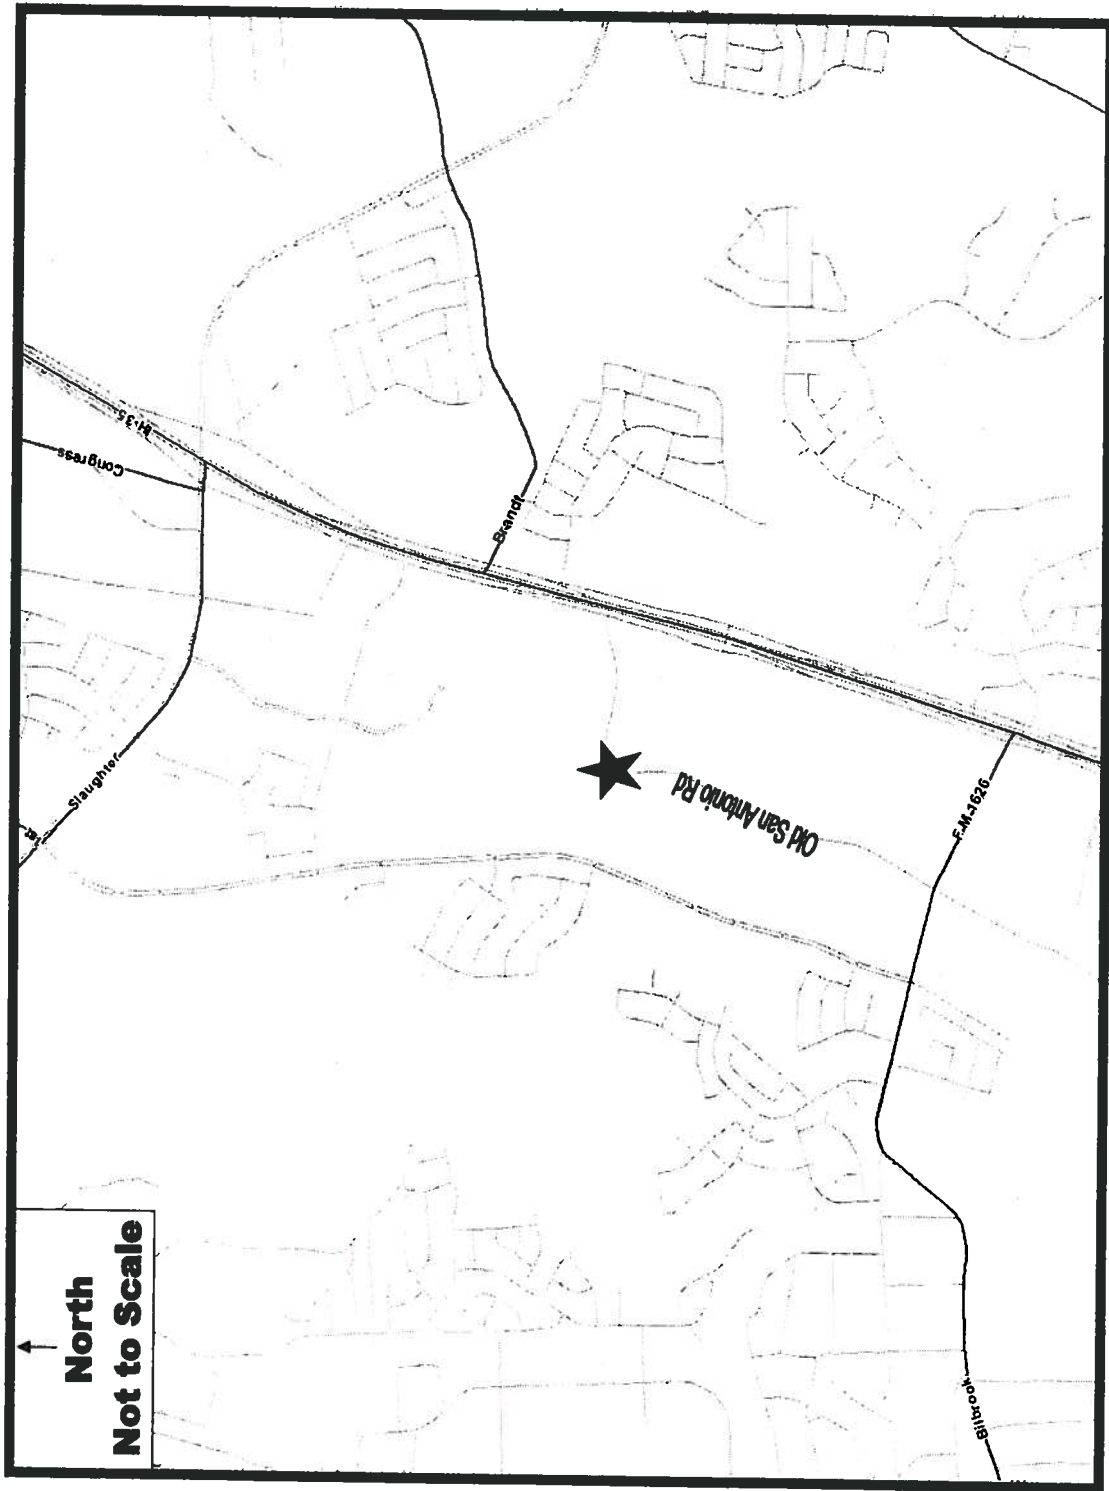 IH-35
Congress
Slaughter
Brandt
Old San Antonio Rd
F.M.1626
Bilbrook
North
Not to Scale